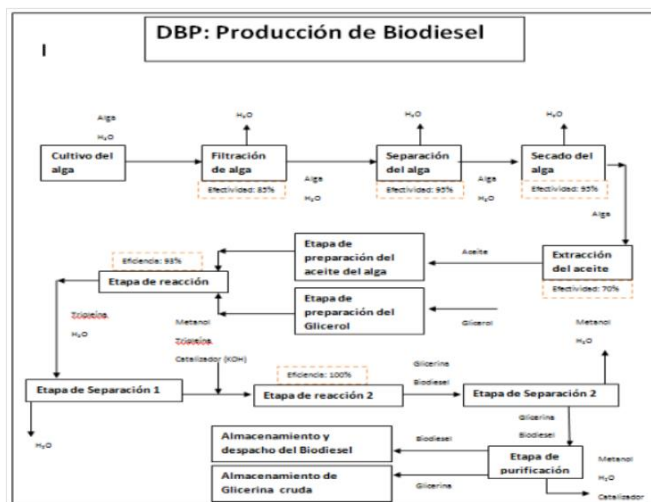 DBP: Producción de Biodiesel
I
Alga
H₂O
H₂O
H₂O
H₂O
Cultivo del
alga
Filtración
de alga
Separación
del alga
Secado del
alga
Efectividad: 85%
Alga
H₂O
Efectividad: 95%
Alga
H₂O
Efectividad: 95%
Alga
Eficiencia: 93%
Etapa de reacción
Etapa de
preparación del
aceite del alga
Aceite
Extracción
del aceite
Efectividad: 70%
Etapa de
preparación del
Glicerol
Glicerol
H₂O
Metanol
Catalizador (KOH)
Metanol
H₂O
Etapa de Separación 1
Eficiencia: 100%
Etapa de reacción 2
Glicerina
Biodiesel
Etapa de Separación 2
H₂O
Glicerina
Biodiesel
Almacenamiento y
despacho del Biodiesel
Biodiesel
Etapa de
purificación
Metanol
H₂O
Catalizador
Almacenamiento de
Glicerina cruda
Glicerina